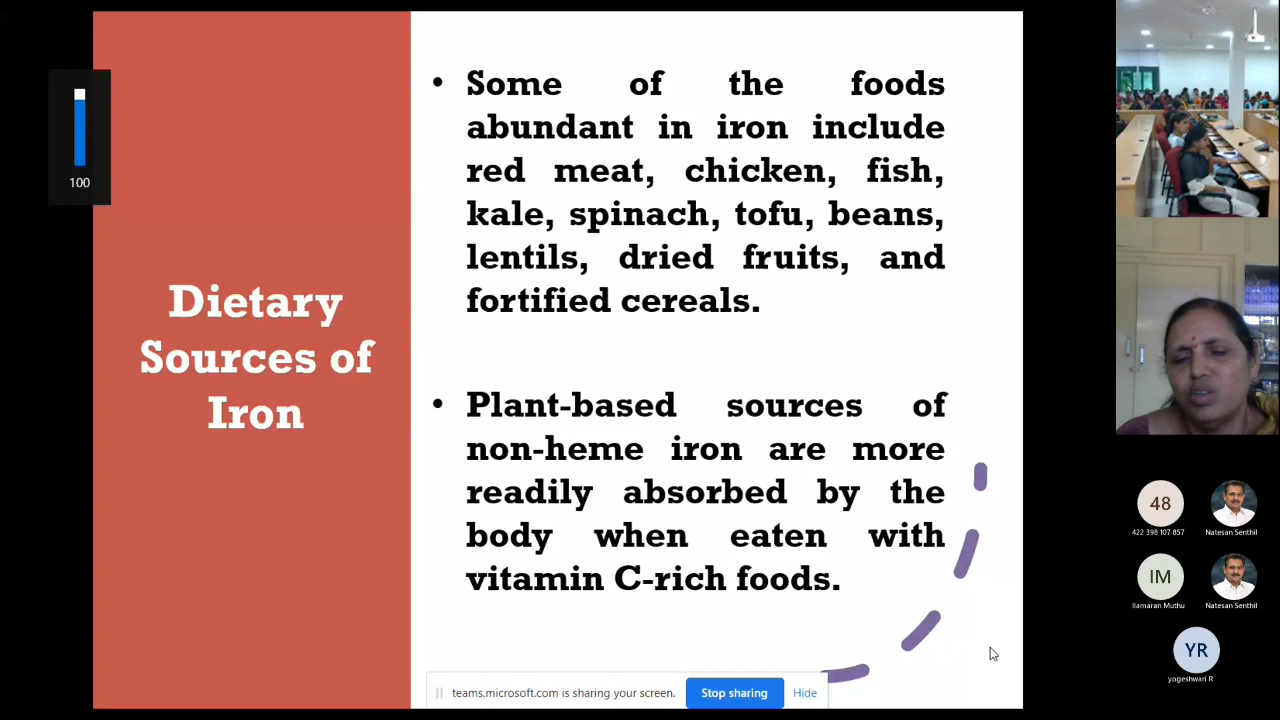 100
Dietary
Sources of
Iron
• Some of the foods
abundant in iron include
red meat, chicken, fish,
kale, spinach, tofu, beans,
lentils, dried fruits, and
fortified cereals.
• Plant-based sources of
non-heme iron are more
readily absorbed by the
body when eaten with
vitamin C-rich foods.
teams.microsoft.com is sharing your screen. Stop sharing Hide
48
422 398 107 857 Natesan Senthil
IM
Ilamaran Muthu Natesan Senthil
YR
yogeshwari R